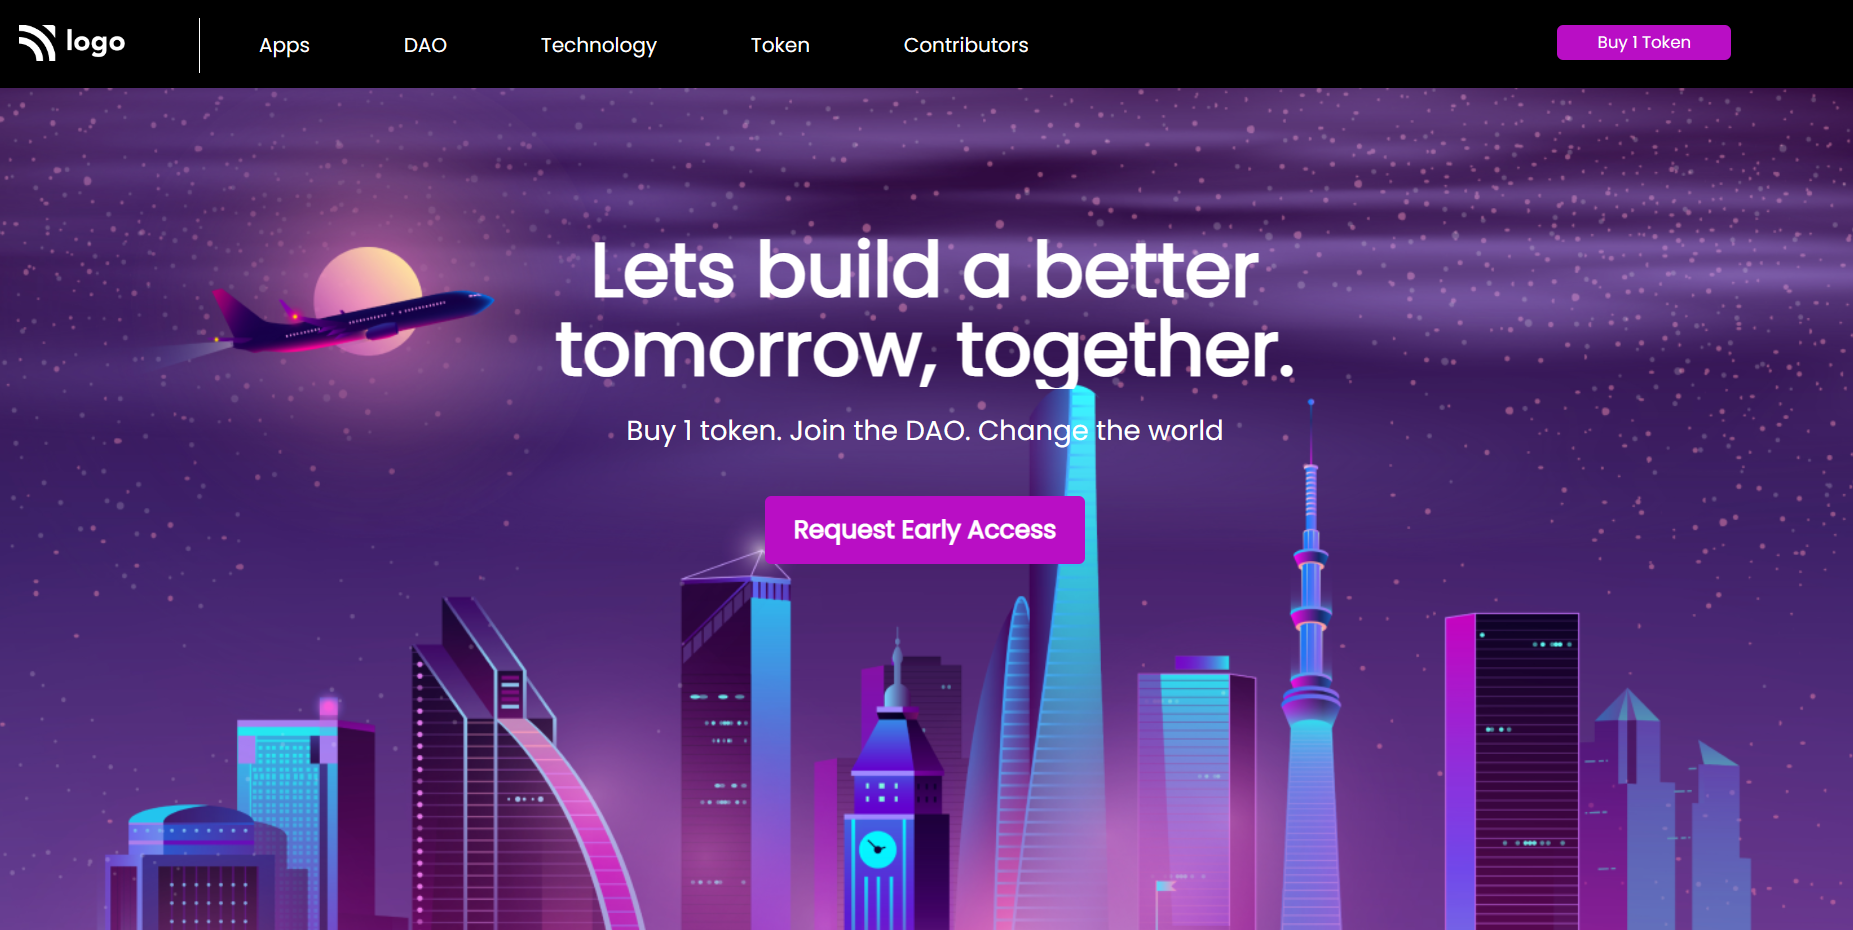 logo
Apps
DAO
Technology
Token
Contributors
Buy 1 Token
Lets build a better
tomorrow, together.
Buy 1 token. Join the DAO. Change the world
Request Early Access